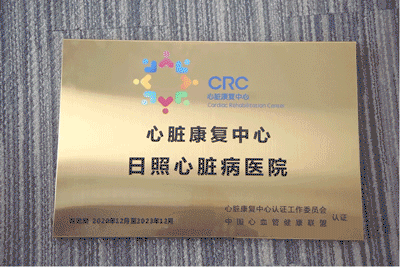 CRC
心脏康复中心
Cardiac Rehabilitation Center
心脏康复中心
日照心脏病医院
有效期 2020年12月至2023年12月
心脏康复中心认证工作委员会
中国心血管健康联盟
认证